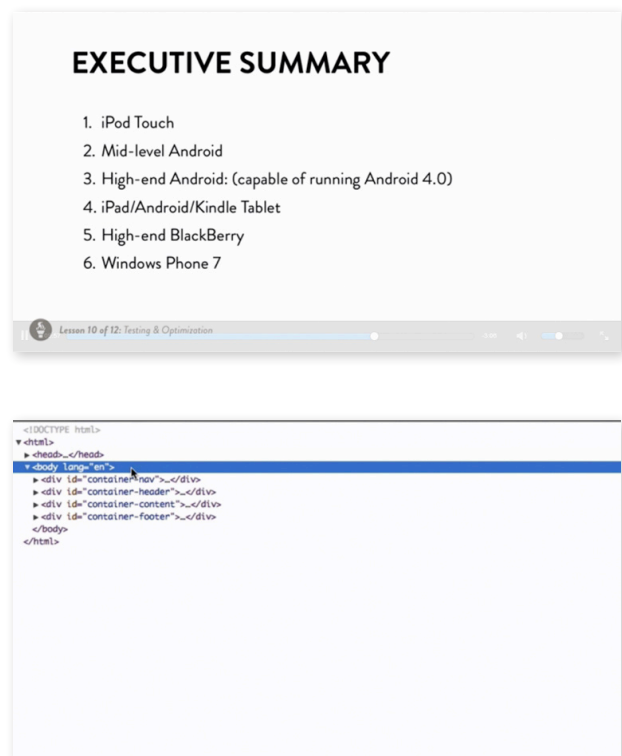 EXECUTIVE SUMMARY
1. iPod Touch
2. Mid-level Android
3. High-end Android: (capable of running Android 4.0)
4. iPad/Android/Kindle Tablet
5. High-end BlackBerry
6. Windows Phone 7
Lesson 10 of 12: Testing & Optimization
<!DOCTYPE html>
▼<html>
▶<head>…</head>
▼<body lang="en">
▶<div id="container-nav">…</div>
▶<div id="container-header">…</div>
▶<div id="container-content">…</div>
▶<div id="container-footer">…</div>
</body>
</html>